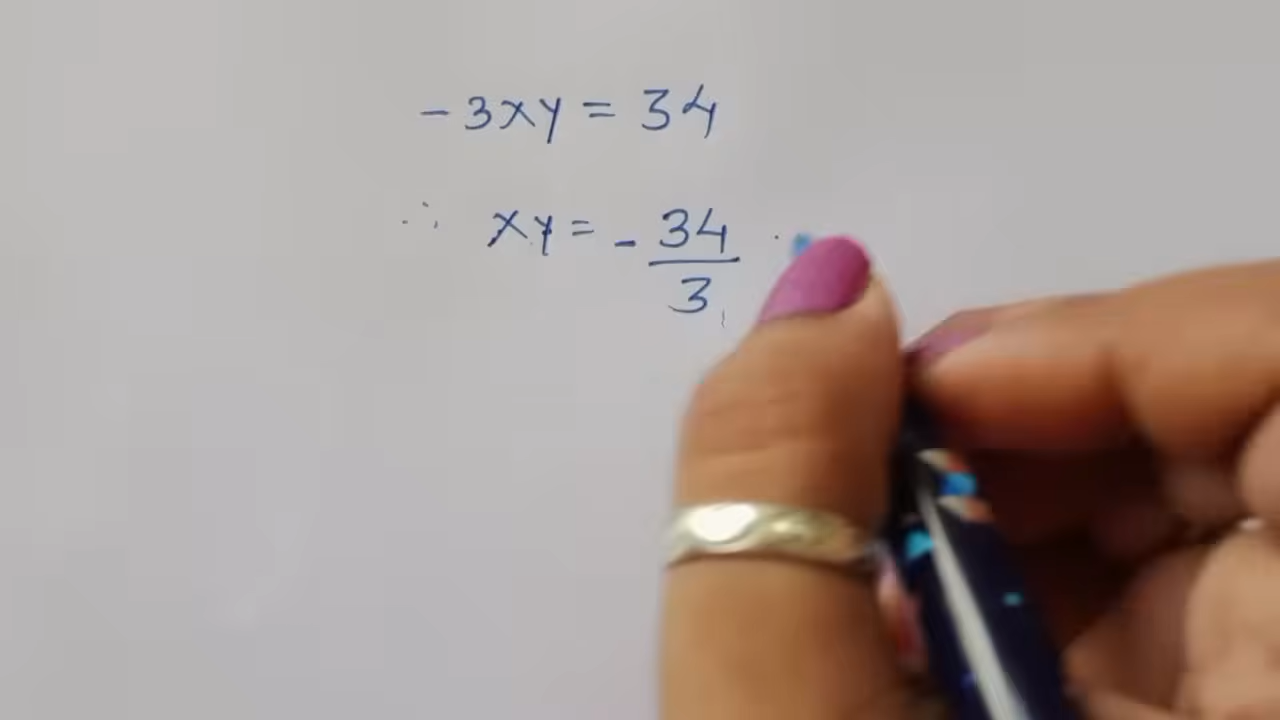 -3xy = 34
∴ xy = -34/3